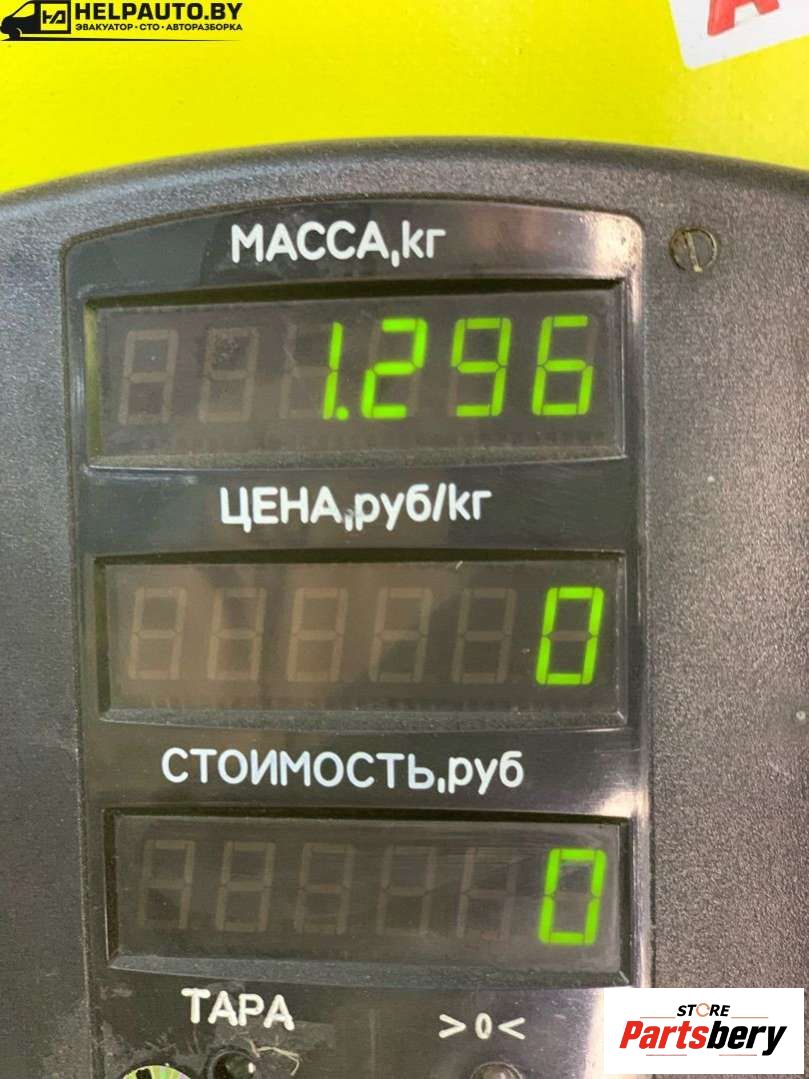 HELPAUTO.BY
ЭВАКУАТОР • СТО • АВТОРАЗБОРКА
МАССА,кг
1.296
ЦЕНА,руб/кг
0
СТОИМОСТЬ,руб
0
ТАРА >0<
STORE
Partsbery